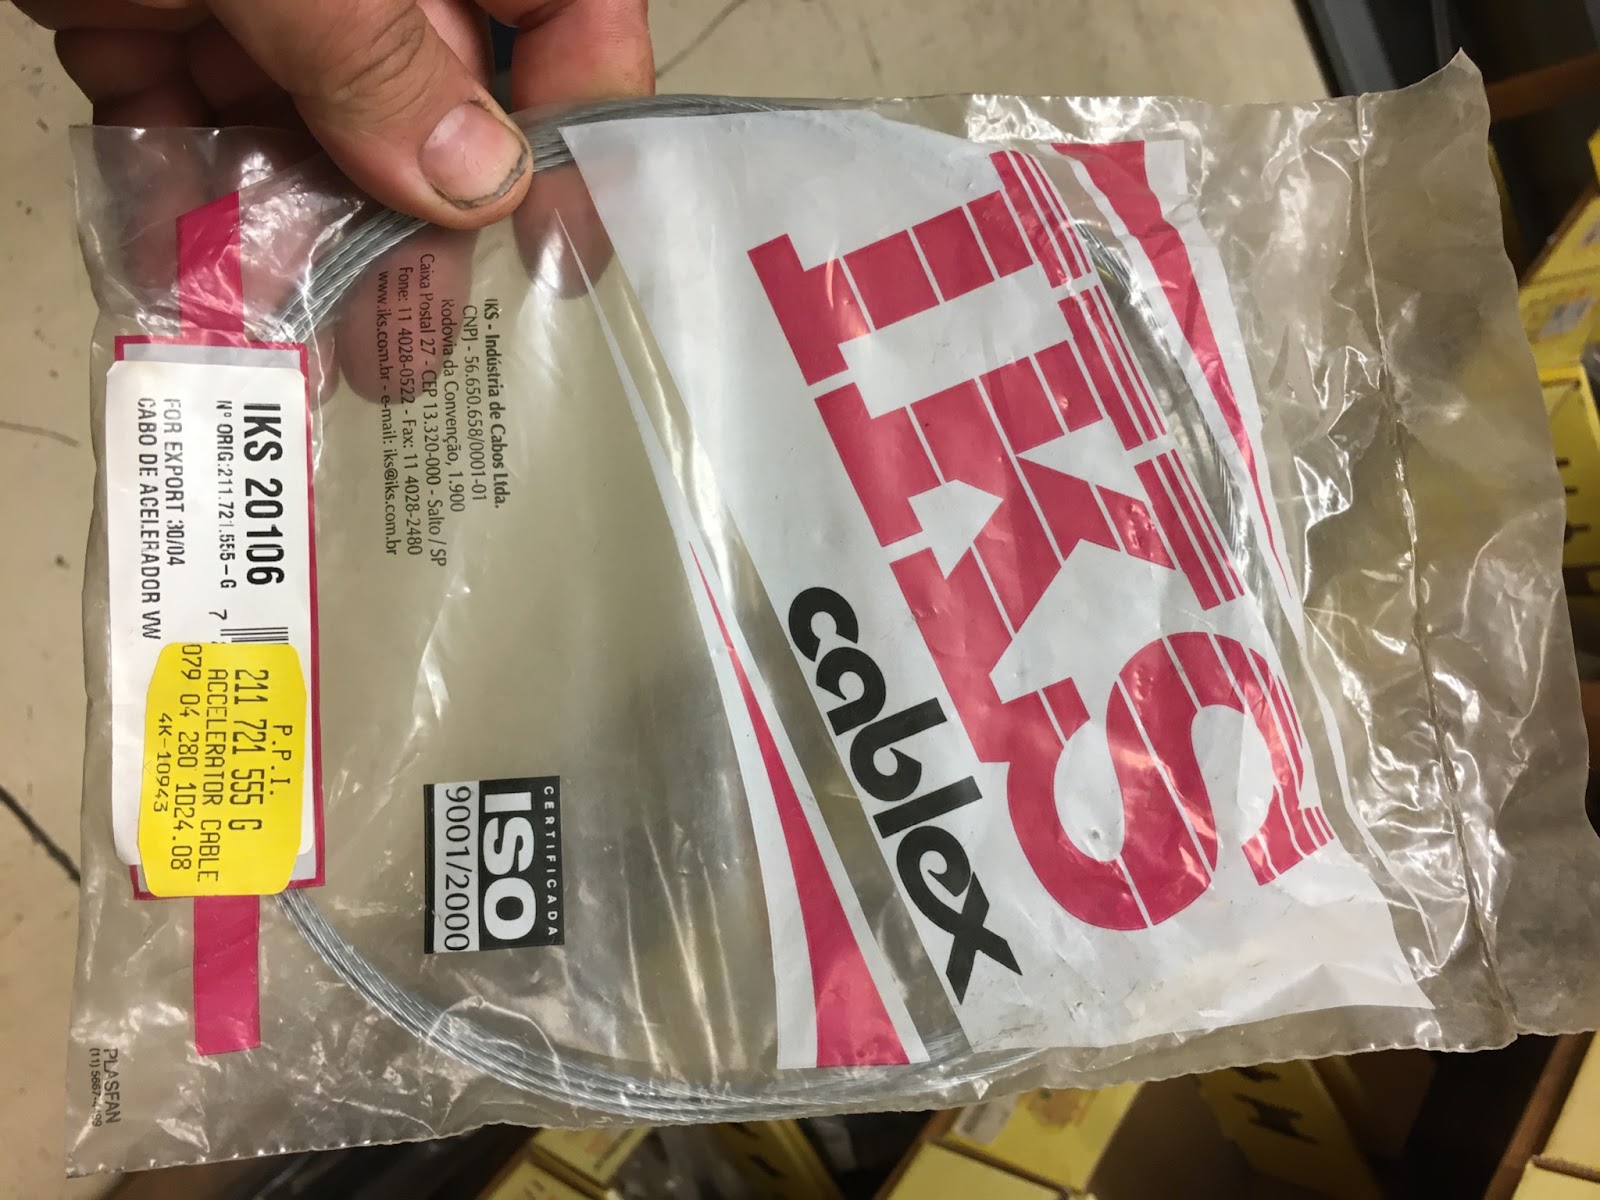 IKS
cablex
IKS - Indústria de Cabos Ltda.
CNPJ - 56.650.658/0001-01
Rodovia da Convenção, 1.900
Caixa Postal 27 - CEP 13.320-000 - Salto / SP
Fone: 11 4028-0522 - Fax: 11 4028-2480
www.iks.com.br - e-mail: iks@iks.com.br
CERTIFICADA
ISO
9001/2000
IKS 20106
Nº ORIG:211.721.555-G 7
FOR EXPORT 30/04
CABO DE ACELERADOR VW
P.P.I.
211 721 555 G
ACCELERATOR CABLE
079 04 280 1024.08
4K-10943
PLASFAN